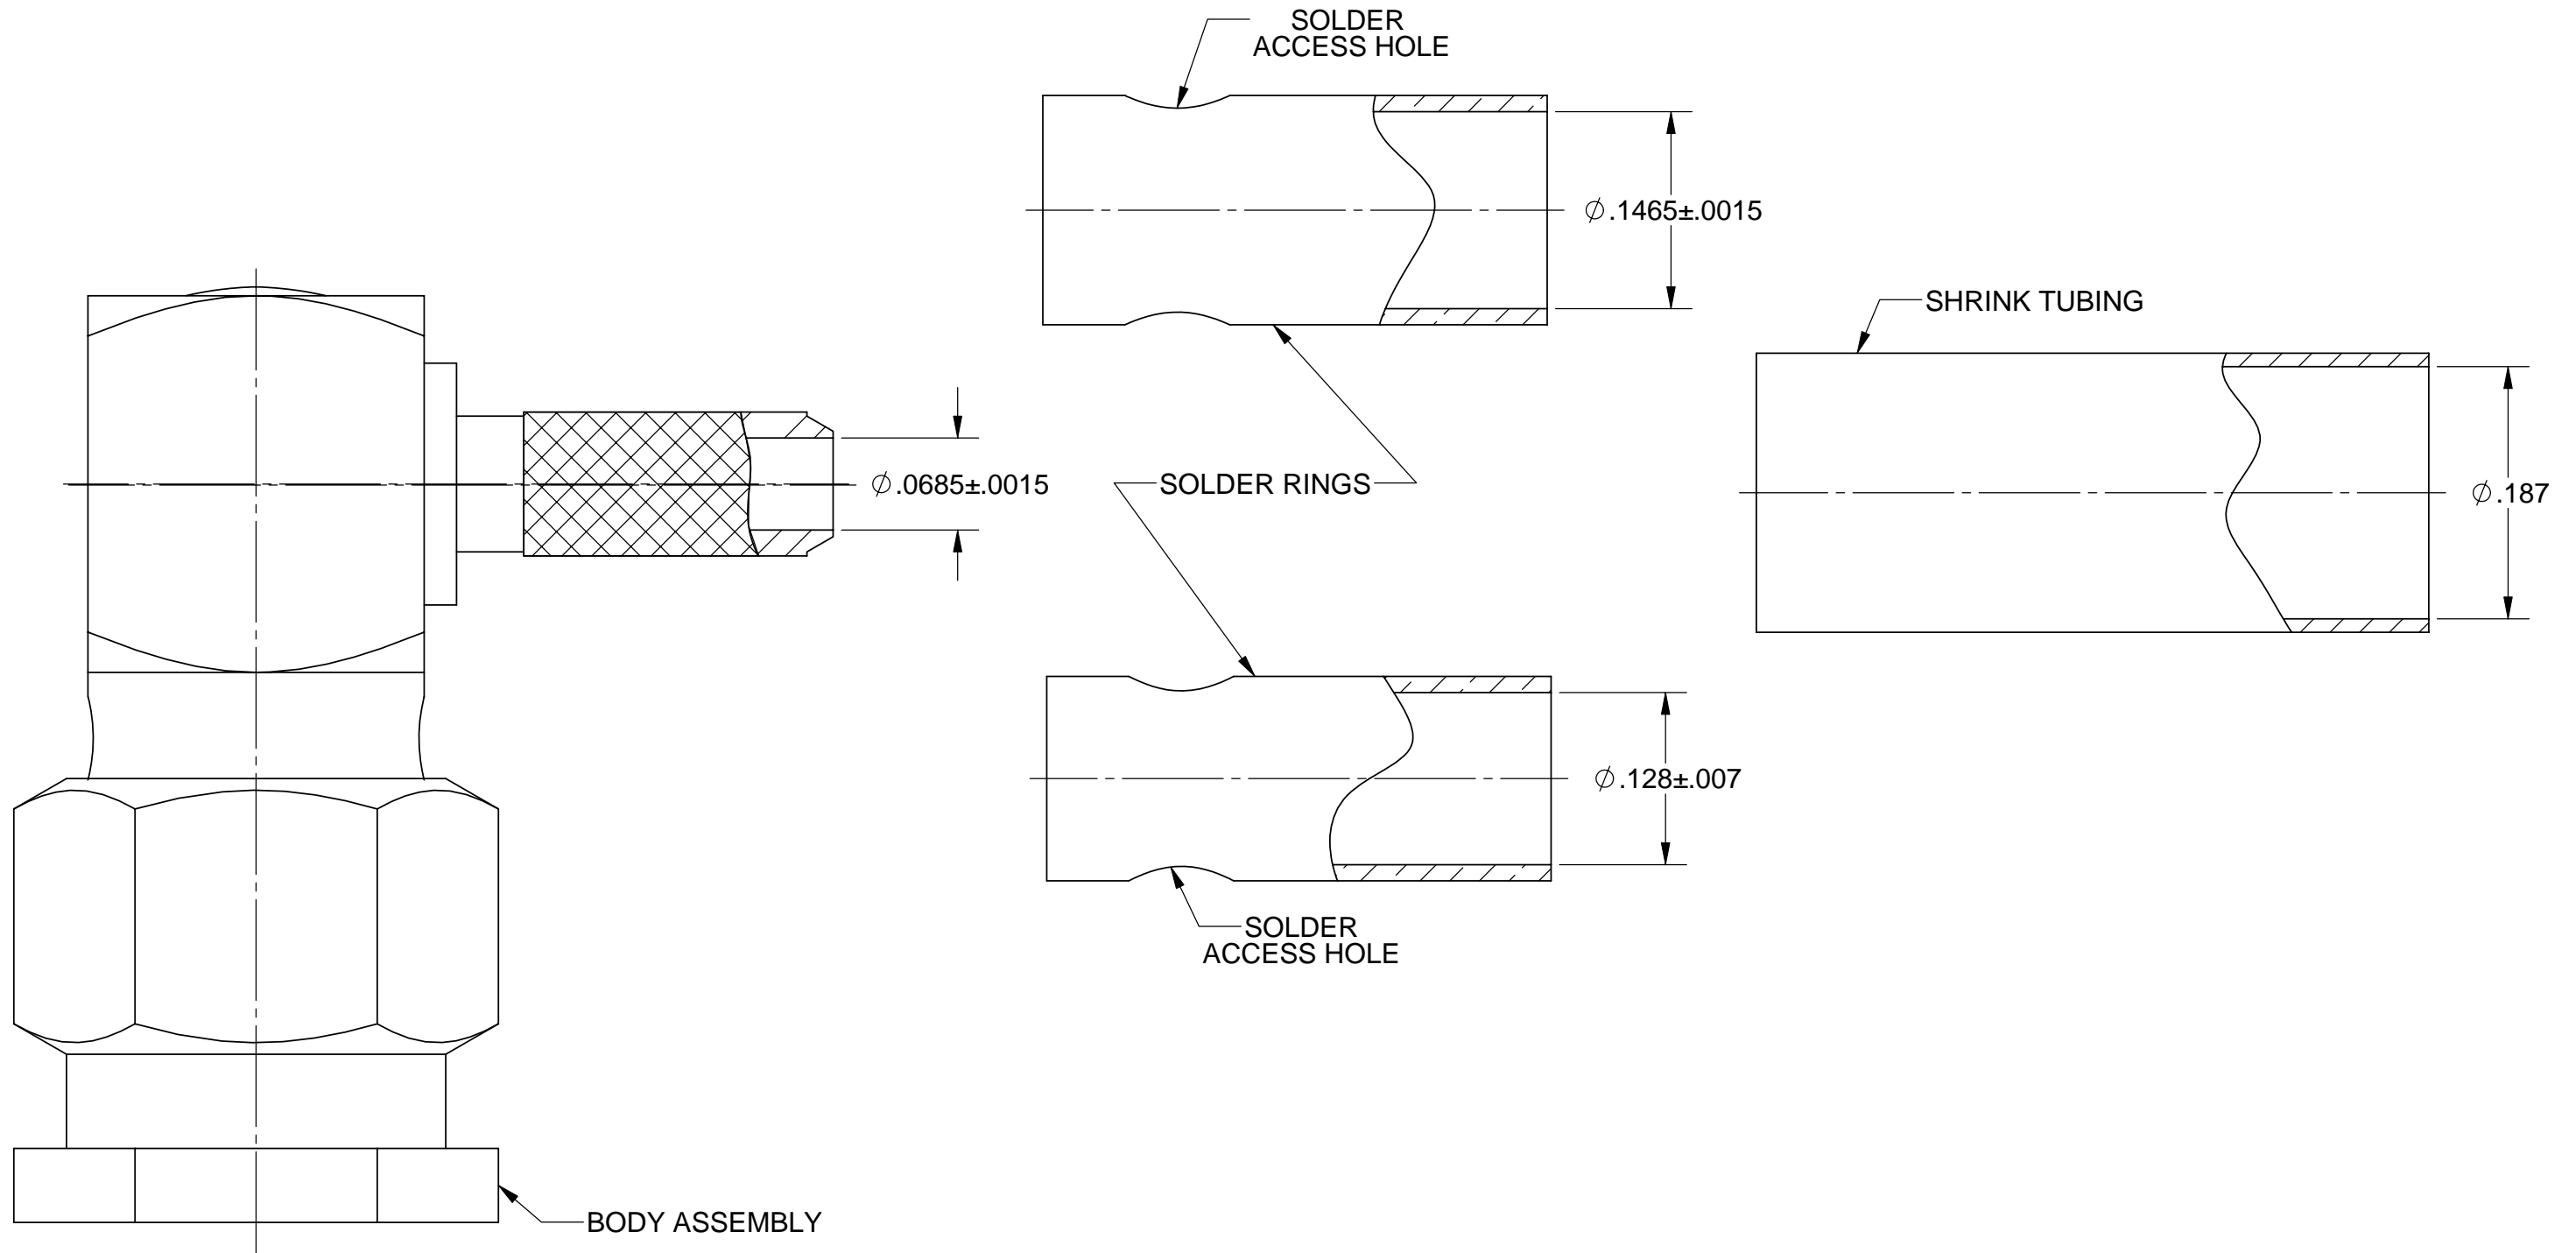 SOLDER
ACCESS HOLE
∅.1465±.0015
SHRINK TUBING
∅.0685±.0015
SOLDER RINGS
∅.187
∅.128±.007
SOLDER
ACCESS HOLE
BODY ASSEMBLY